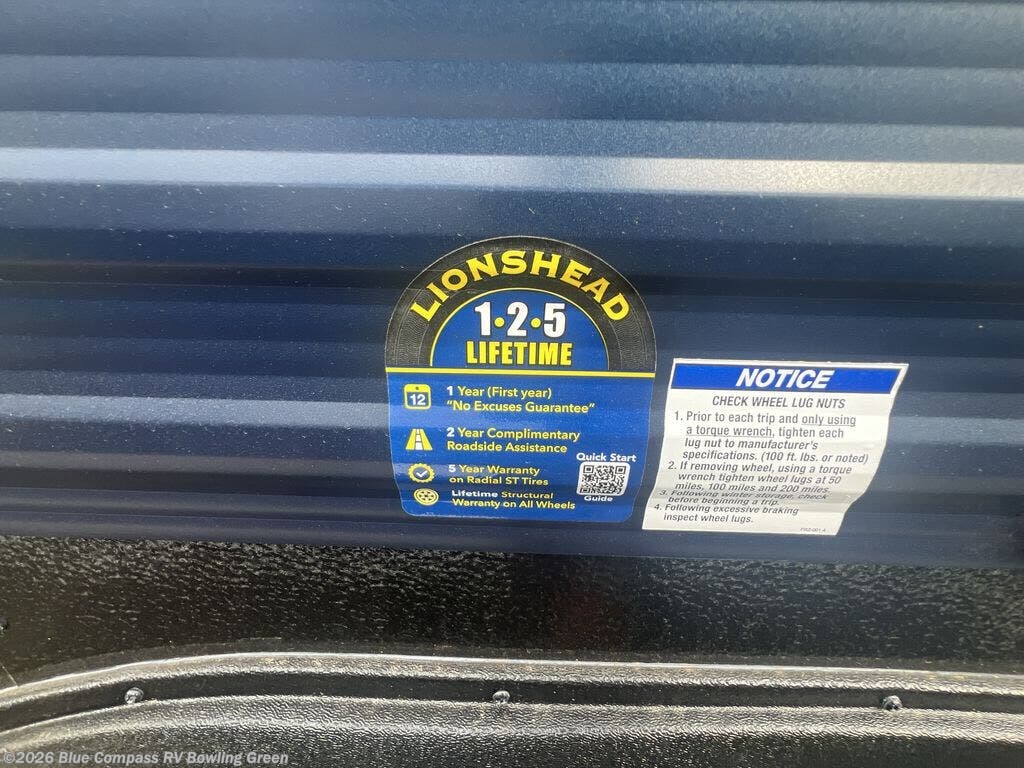 LIONSHEAD
1•2•5
LIFETIME
12
1 Year (First year)
"No Excuses Guarantee"
2 Year Complimentary
Roadside Assistance
5 Year Warranty
on Radial ST Tires
Lifetime Structural
Warranty on All Wheels
Quick Start
Guide
NOTICE
CHECK WHEEL LUG NUTS
1. Prior to each trip and only using
a torque wrench, tighten each
lug nut to manufacturer's
specifications. (100 ft. lbs. or noted)
2. If removing wheel, using a torque
wrench tighten wheel lugs at 50
miles, 100 miles and 200 miles.
3. Following winter storage, check
before beginning a trip.
4. Following excessive braking
inspect wheel lugs.
©2026 Blue Compass RV Bowling Green